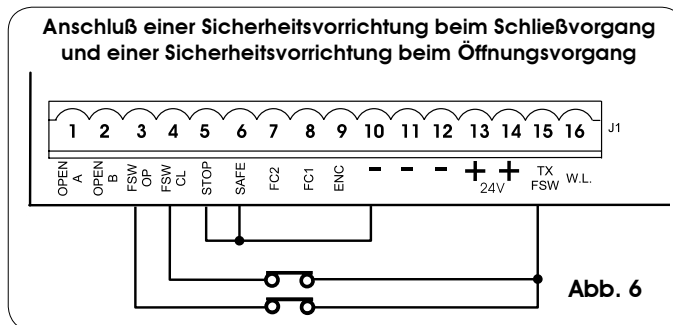 Anschluß einer Sicherheitsvorrichtung beim Schließvorgang
und einer Sicherheitsvorrichtung beim Öffnungsvorgang
1 2 3 4 5 6 7 8 9 10 11 12 13 14 15 16 J1
OPEN A
OPEN B
FSW OP
FSW CL
STOP
SAFE
FC2
FC1
ENC
- - - + +
24V
TX
FSW
W.L.
Abb. 6